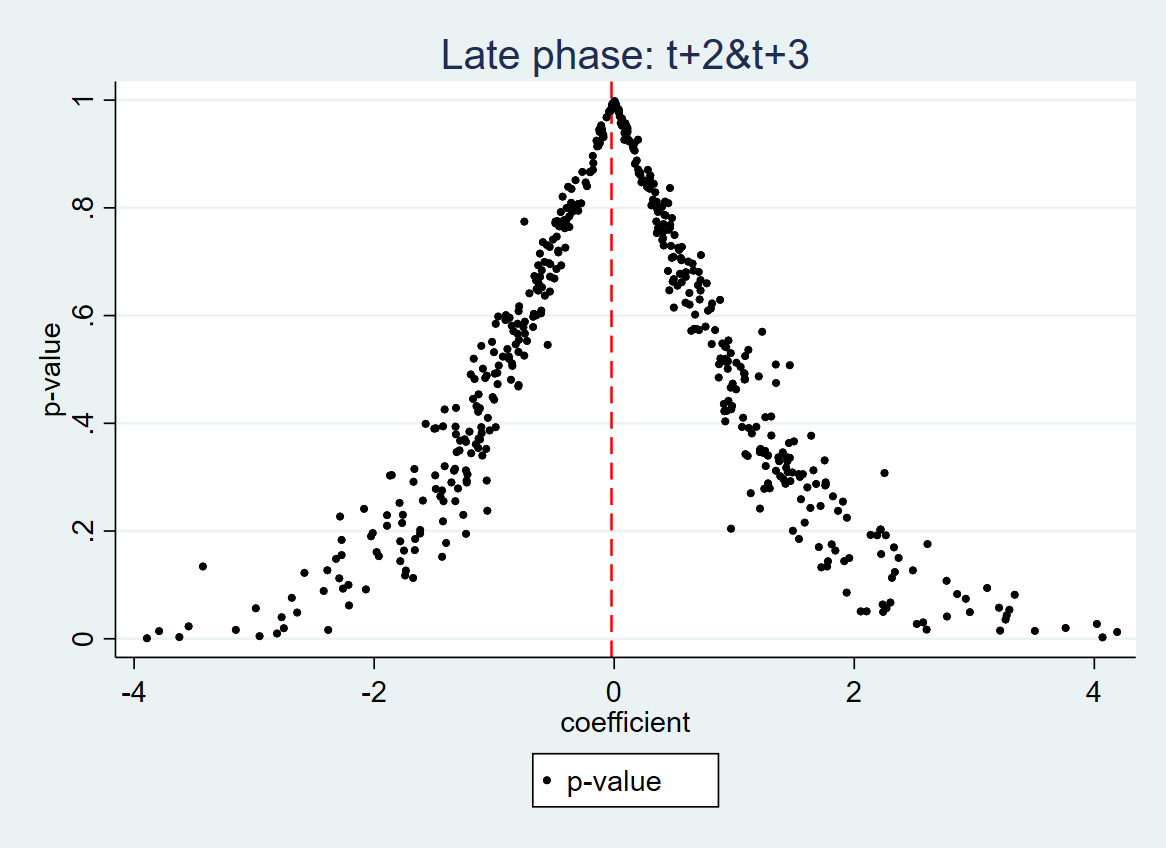 Late phase: t+2&t+3
p-value
1
.8
.6
.4
.2
0
-4 -2 0 2 4
coefficient
p-value